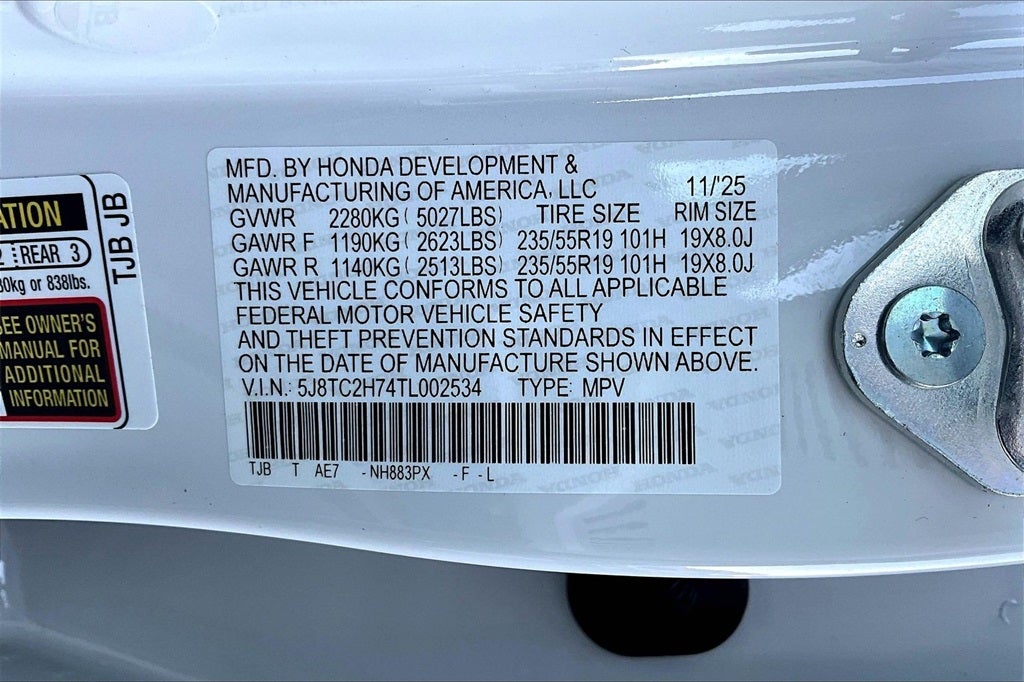 MFD. BY HONDA DEVELOPMENT &
MANUFACTURING OF AMERICA, LLC 11/'25
GVWR 2280KG ( 5027LBS) TIRE SIZE RIM SIZE
GAWR F 1190KG ( 2623LBS) 235/55R19 101H 19X8.0J
GAWR R 1140KG ( 2513LBS) 235/55R19 101H 19X8.0J
THIS VEHICLE CONFORMS TO ALL APPLICABLE
FEDERAL MOTOR VEHICLE SAFETY
AND THEFT PREVENTION STANDARDS IN EFFECT
ON THE DATE OF MANUFACTURE SHOWN ABOVE.
V.I.N.: 5J8TC2H74TL002534 TYPE: MPV
TJB T AE7 -NH883PX -F -L
REAR 3
or 838lbs.
OWNER'S
MANUAL FOR
ADDITIONAL
INFORMATION
TJB JB
HONDA